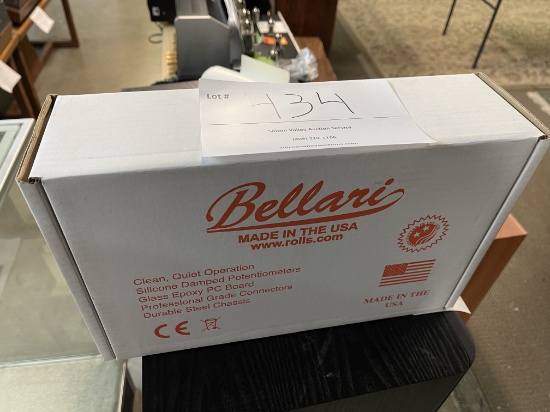 Lot #
434
Bellari
MADE IN THE USA
www.rolls.com
Clean, Quiet Operation
Silicone Damped Potentiometers
Glass Epoxy PC Board
Professional Grade Connectors
Durable Steel Chassis
CE
MADE IN THE
USA